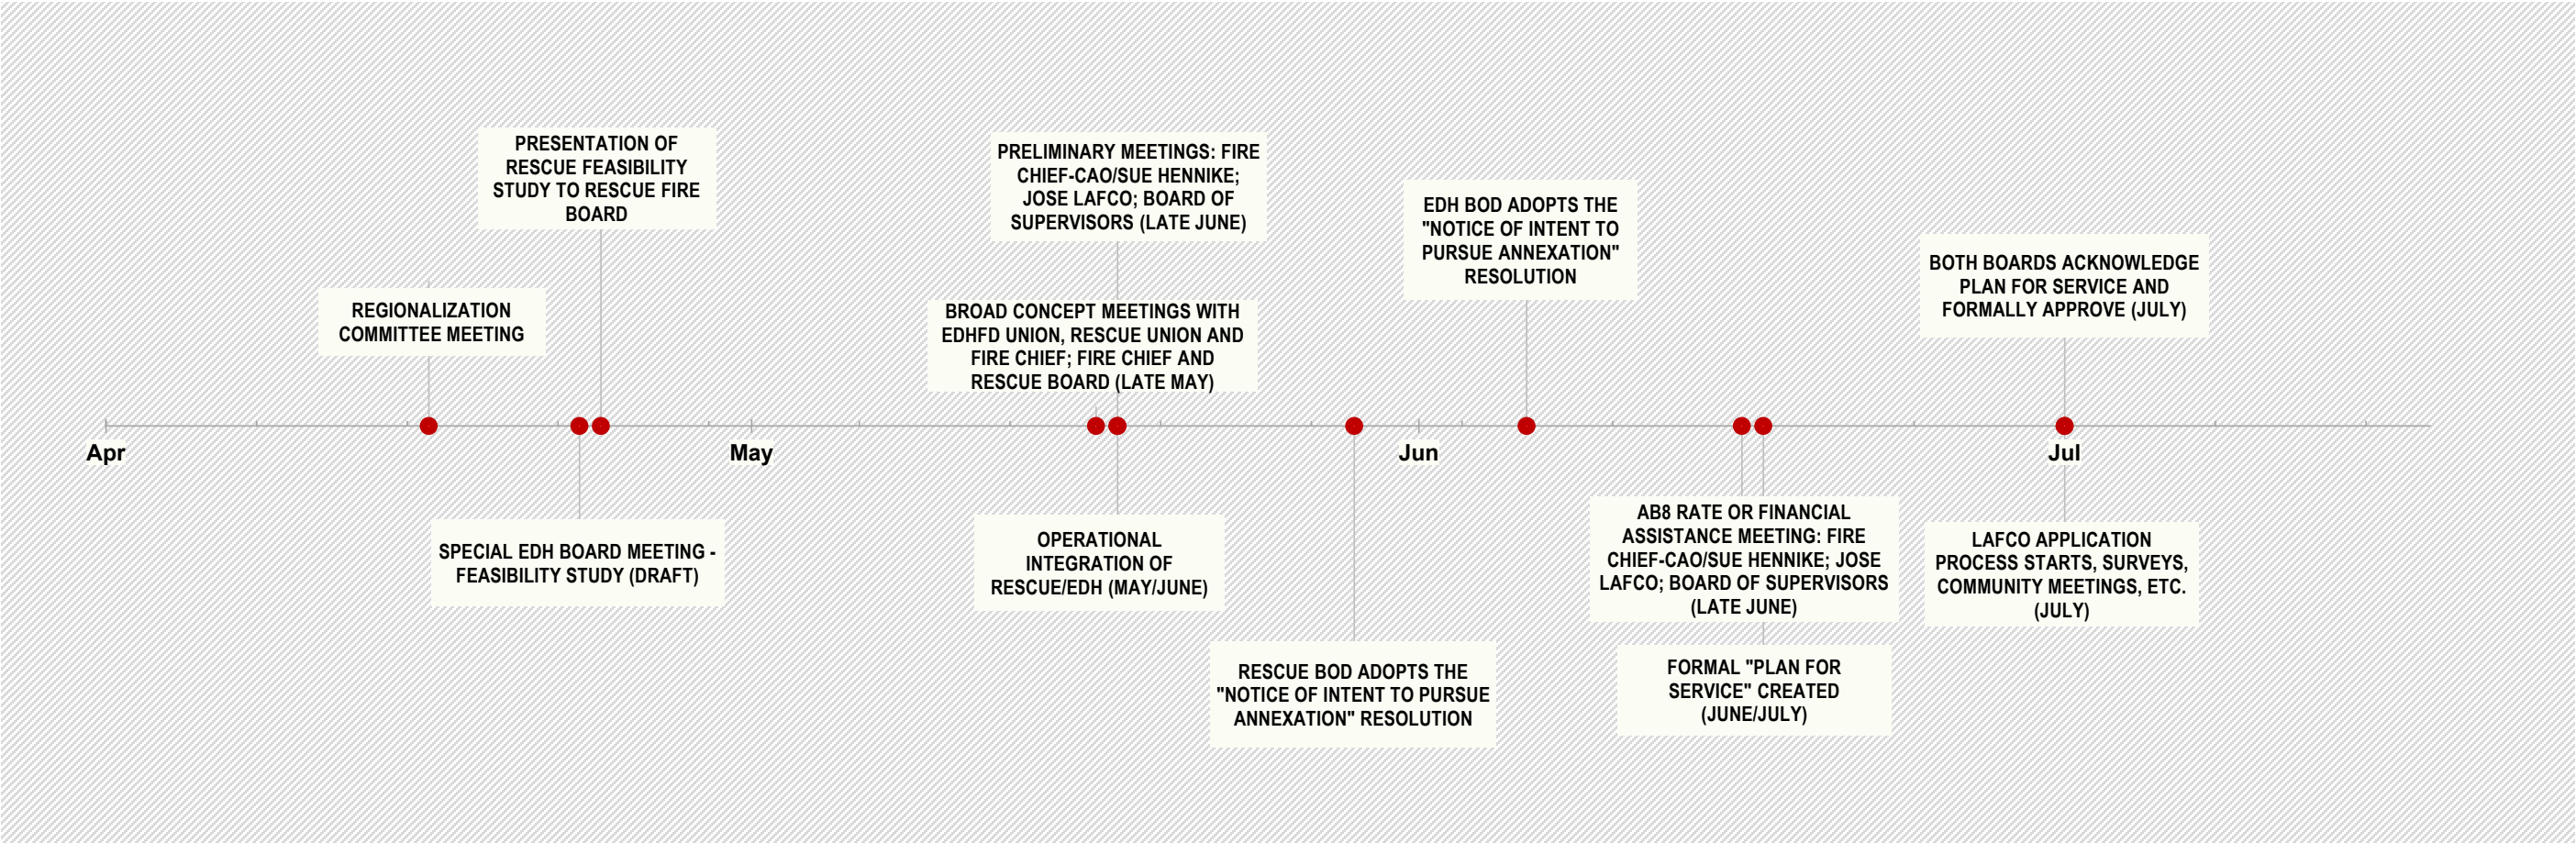 PRESENTATION OF
RESCUE FEASIBILITY
STUDY TO RESCUE FIRE
BOARD
REGIONALIZATION
COMMITTEE MEETING
PRELIMINARY MEETINGS: FIRE
CHIEF-CAO/SUE HENNIKE;
JOSE LAFCO; BOARD OF
SUPERVISORS (LATE JUNE)
BROAD CONCEPT MEETINGS WITH
EDHFD UNION, RESCUE UNION AND
FIRE CHIEF; FIRE CHIEF AND
RESCUE BOARD (LATE MAY)
EDH BOD ADOPTS THE
"NOTICE OF INTENT TO
PURSUE ANNEXATION"
RESOLUTION
BOTH BOARDS ACKNOWLEDGE
PLAN FOR SERVICE AND
FORMALLY APPROVE (JULY)
Apr
May
Jun
Jul
SPECIAL EDH BOARD MEETING -
FEASIBILITY STUDY (DRAFT)
OPERATIONAL
INTEGRATION OF
RESCUE/EDH (MAY/JUNE)
RESCUE BOD ADOPTS THE
"NOTICE OF INTENT TO PURSUE
ANNEXATION" RESOLUTION
AB8 RATE OR FINANCIAL
ASSISTANCE MEETING: FIRE
CHIEF-CAO/SUE HENNIKE; JOSE
LAFCO; BOARD OF SUPERVISORS
(LATE JUNE)
FORMAL "PLAN FOR
SERVICE" CREATED
(JUNE/JULY)
LAFCO APPLICATION
PROCESS STARTS, SURVEYS,
COMMUNITY MEETINGS, ETC.
(JULY)